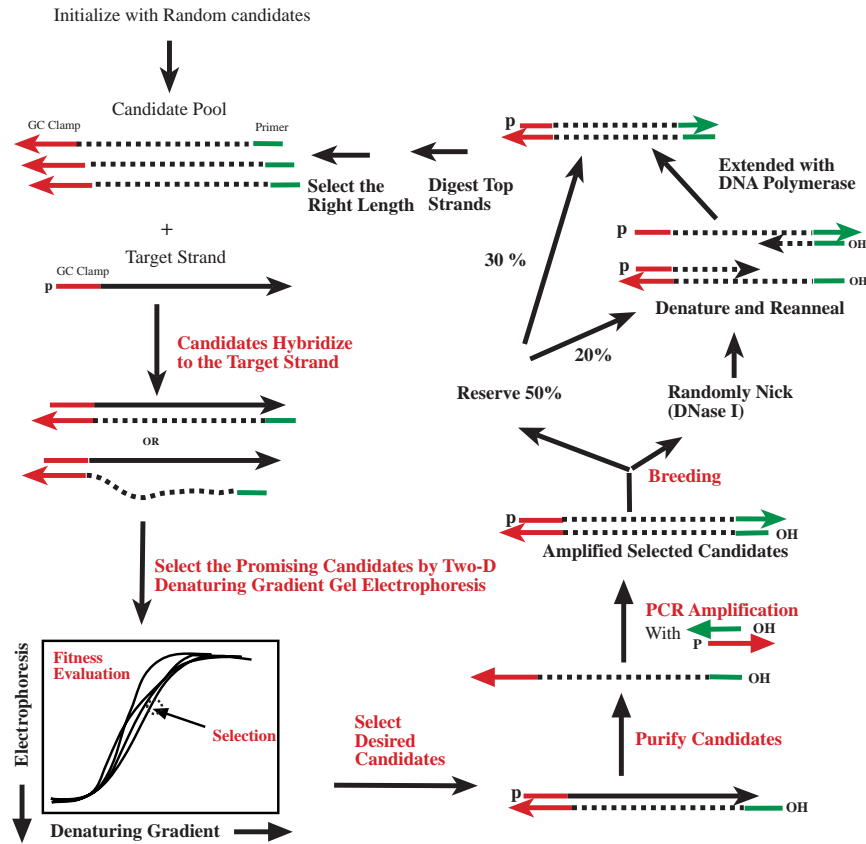 Initialize with Random candidates
Candidate Pool
GC Clamp
Primer
+
Target Strand
GC Clamp
p
Candidates Hybridize
to the Target Strand
OR
Select the Promising Candidates by Two-D
Denaturing Gradient Gel Electrophoresis
Electrophoresis
Fitness
Evaluation
Selection
Denaturing Gradient
Select
Desired
Candidates
p
OH
Purify Candidates
OH
PCR Amplification
With
OH
P
p
OH
Amplified Selected Candidates
Breeding
Reserve 50%
Randomly Nick
(DNase I)
20%
30 %
Denature and Reanneal
p
OH
p
OH
Extended with
DNA Polymerase
p
Digest Top
Strands
Select the
Right Length